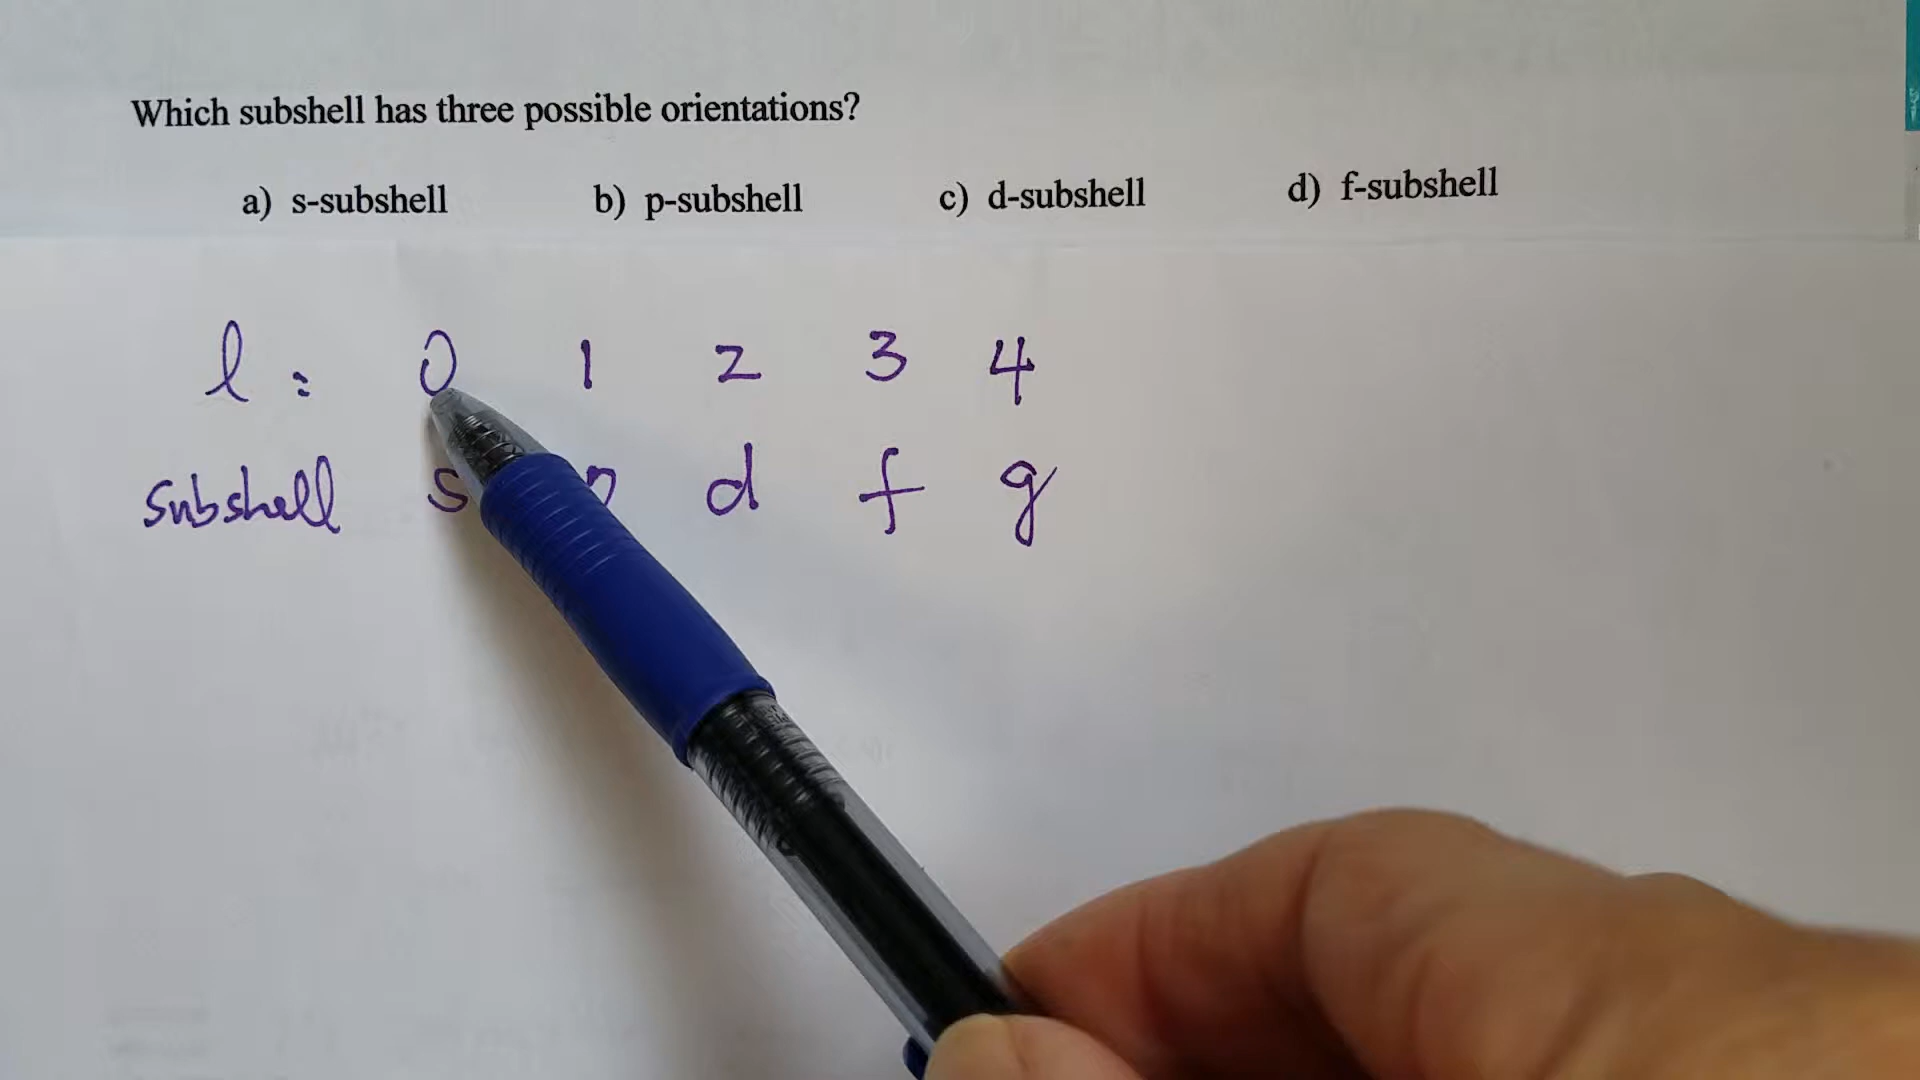 Which subshell has three possible orientations?
a) s-subshell b) p-subshell c) d-subshell d) f-subshell
l = 0 1 2 3 4
subshell s d f g